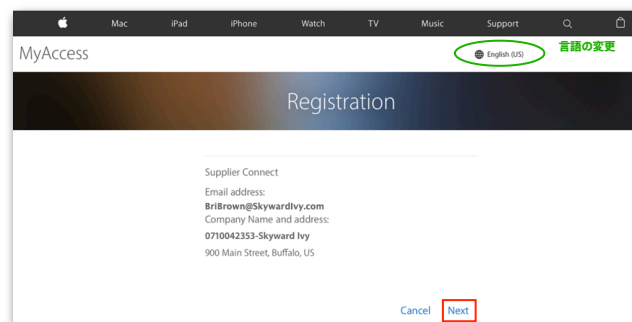 Mac iPad iPhone Watch TV Music Support
MyAccess
English (US)
言語の変更
Registration
Supplier Connect
Email address:
BriBrown@SkywardIvy.com
Company Name and address:
0710042353-Skyward Ivy
900 Main Street, Buffalo, US
Cancel Next